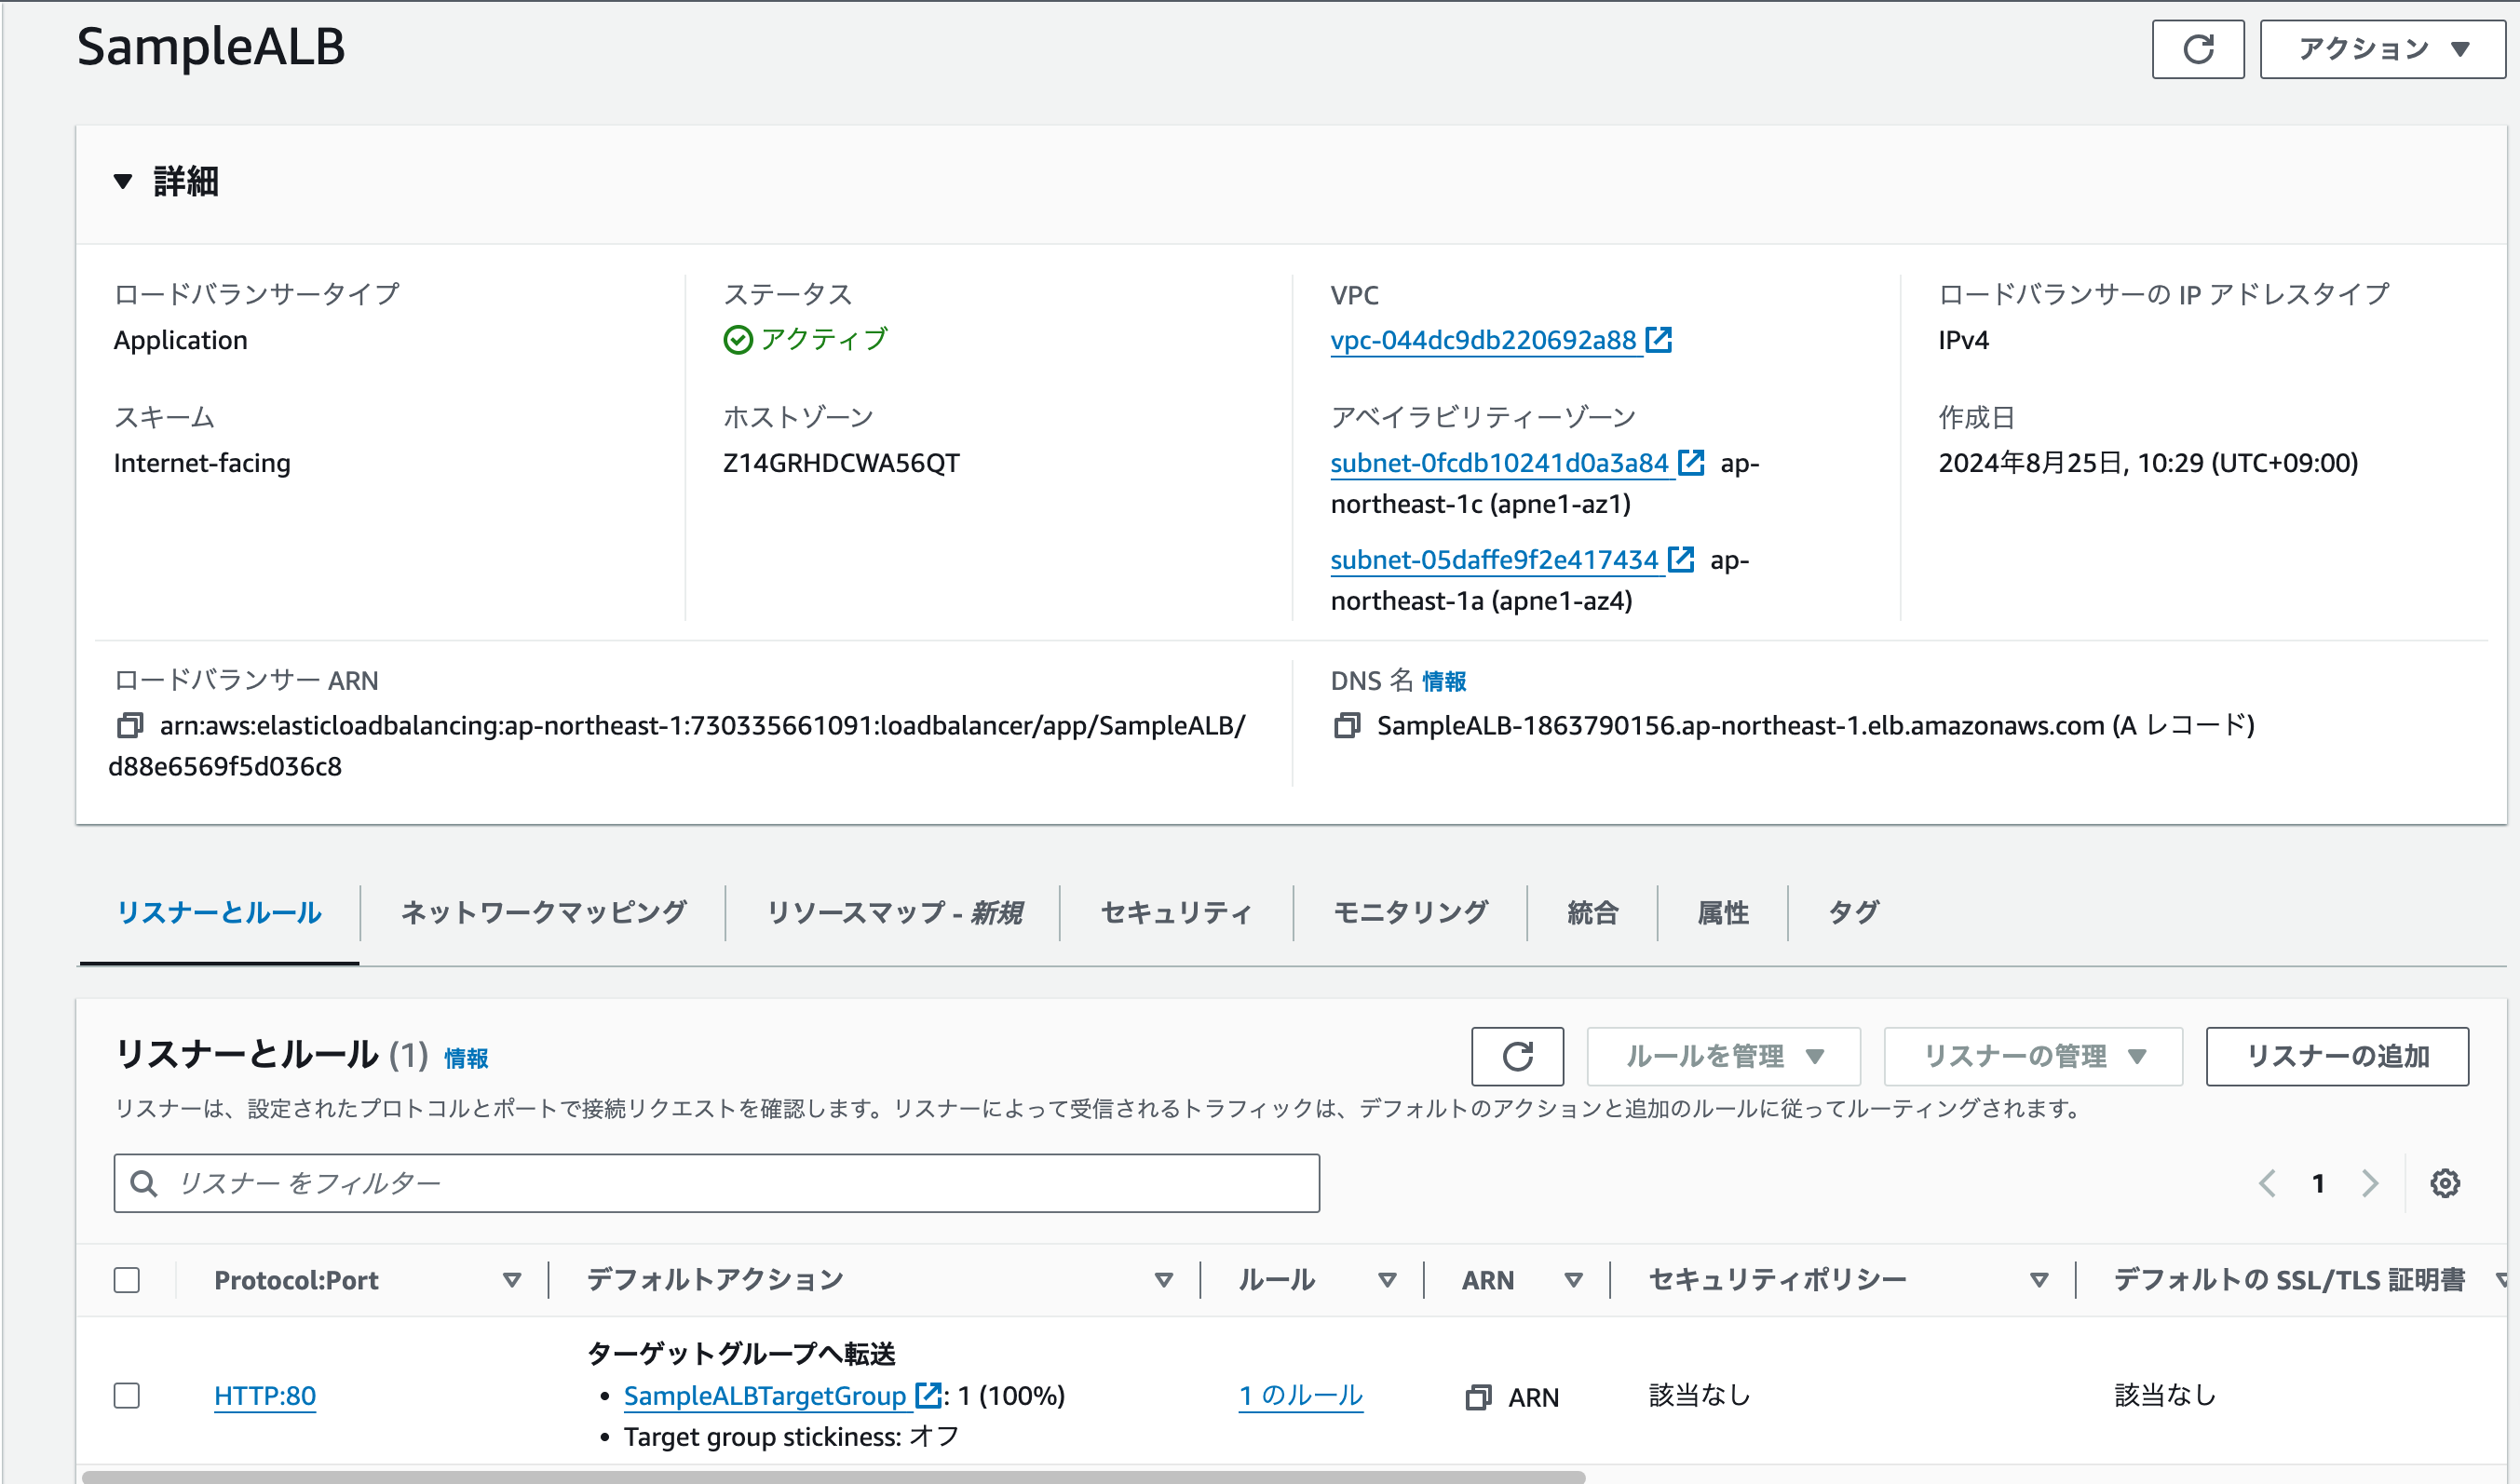 SampleALB
アクション
詳細
ロードバランサータイプ
Application
ステータス
アクティブ
VPC
vpc-044dc9db220692a88
ロードバランサーの IP アドレスタイプ
IPv4
スキーム
Internet-facing
ホストゾーン
Z14GRHDCWA56QT
アベイラビリティーゾーン
subnet-0fcdb10241d0a3a84 ap-
northeast-1c (apne1-az1)
subnet-05daffe9f2e417434 ap-
northeast-1a (apne1-az4)
作成日
2024年8月25日, 10:29 (UTC+09:00)
ロードバランサー ARN
arn:aws:elasticloadbalancing:ap-northeast-1:730335661091:loadbalancer/app/SampleALB/
d88e6569f5d036c8
DNS 名 情報
SampleALB-1863790156.ap-northeast-1.elb.amazonaws.com (A レコード)
リスナーとルール ネットワークマッピング リソースマップ - 新規 セキュリティ モニタリング 統合 属性 タグ
リスナーとルール (1) 情報
ルールを管理 リスナーの管理 リスナーの追加
リスナーは、設定されたプロトコルとポートで接続リクエストを確認します。リスナーによって受信されるトラフィックは、デフォルトのアクションと追加のルールに従ってルーティングされます。
リスナー をフィルター
1
Protocol:Port デフォルトアクション ルール ARN セキュリティポリシー デフォルトの SSL/TLS 証明書
ターゲットグループへ転送
HTTP:80 • SampleALBTargetGroup : 1 (100%) 1 のルール ARN 該当なし 該当なし
• Target group stickiness: オフ